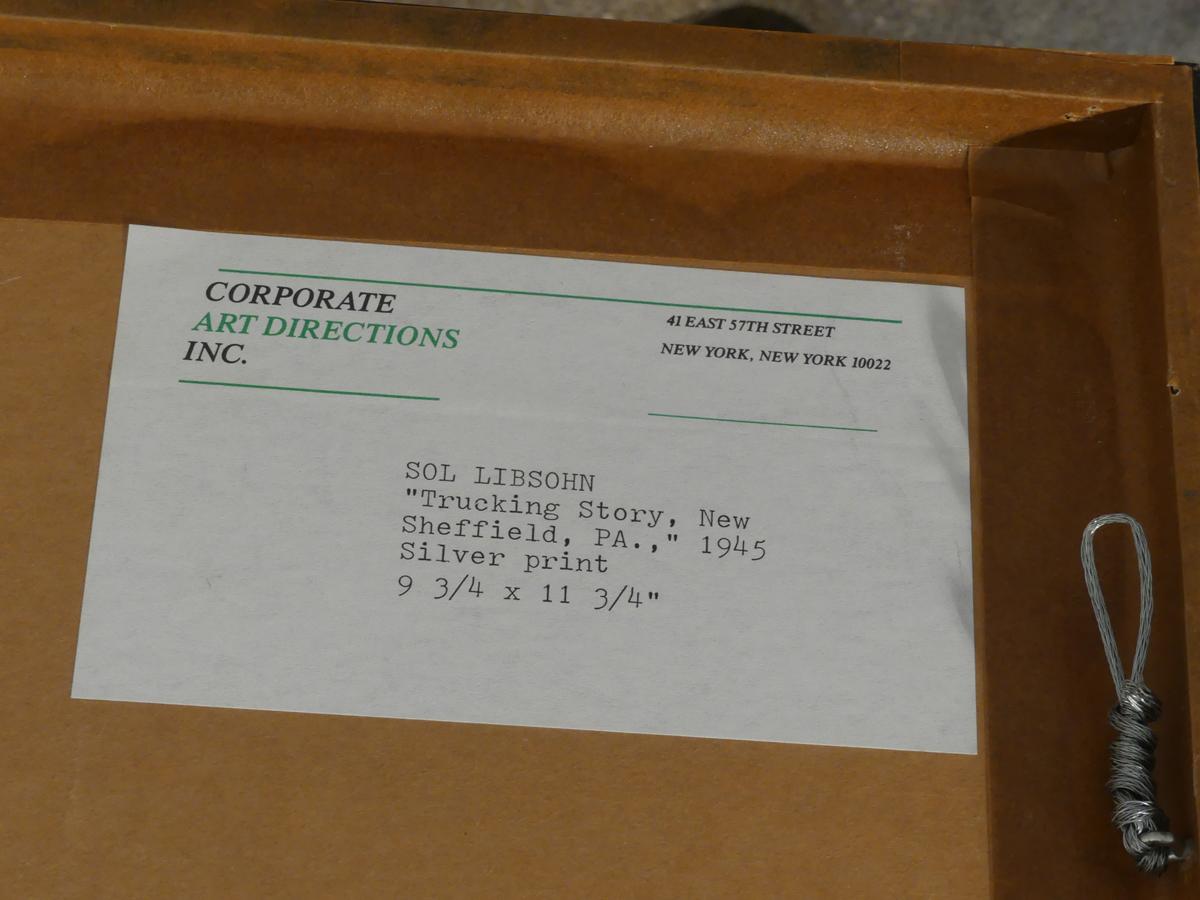 CORPORATE
ART DIRECTIONS
INC.
41 EAST 57TH STREET
NEW YORK, NEW YORK 10022
SOL LIBSOHN
"Trucking Story, New
Sheffield, PA.," 1945
Silver print
9 3/4 x 11 3/4"